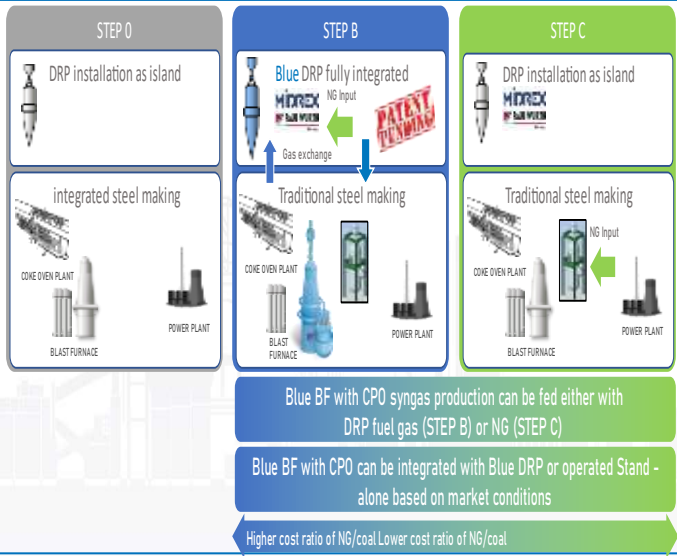 STEP 0
DRP installation as island
integrated steel making
COKE OVEN PLANT
BLAST FURNACE
POWER PLANT
STEP B
Blue DRP fully integrated
MIDREX
PAUL WURTH
NG Input
PATENT
PENDING
Gas exchange
Traditional steel making
COKE OVEN PLANT
BLAST
FURNACE
POWER PLANT
STEP C
DRP installation as island
MIDREX
PAUL WURTH
Traditional steel making
NG Input
COKE OVEN PLANT
BLAST FURNACE
POWER PLANT
Blue BF with CPO syngas production can be fed either with
DRP fuel gas (STEP B) or NG (STEP C)
Blue BF with CPO can be integrated with Blue DRP or operated Stand -
alone based on market conditions
Higher cost ratio of NG/coal Lower cost ratio of NG/coal